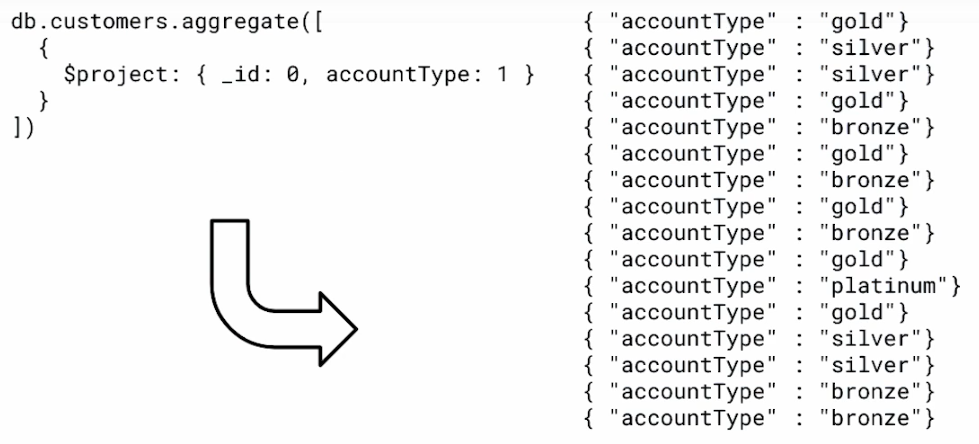 db.customers.aggregate([
  {
    $project: { _id: 0, accountType: 1 }
  }
])
{ "accountType" : "gold"}
{ "accountType" : "silver"}
{ "accountType" : "silver"}
{ "accountType" : "gold"}
{ "accountType" : "bronze"}
{ "accountType" : "gold"}
{ "accountType" : "bronze"}
{ "accountType" : "gold"}
{ "accountType" : "bronze"}
{ "accountType" : "gold"}
{ "accountType" : "platinum"}
{ "accountType" : "gold"}
{ "accountType" : "silver"}
{ "accountType" : "silver"}
{ "accountType" : "bronze"}
{ "accountType" : "bronze"}